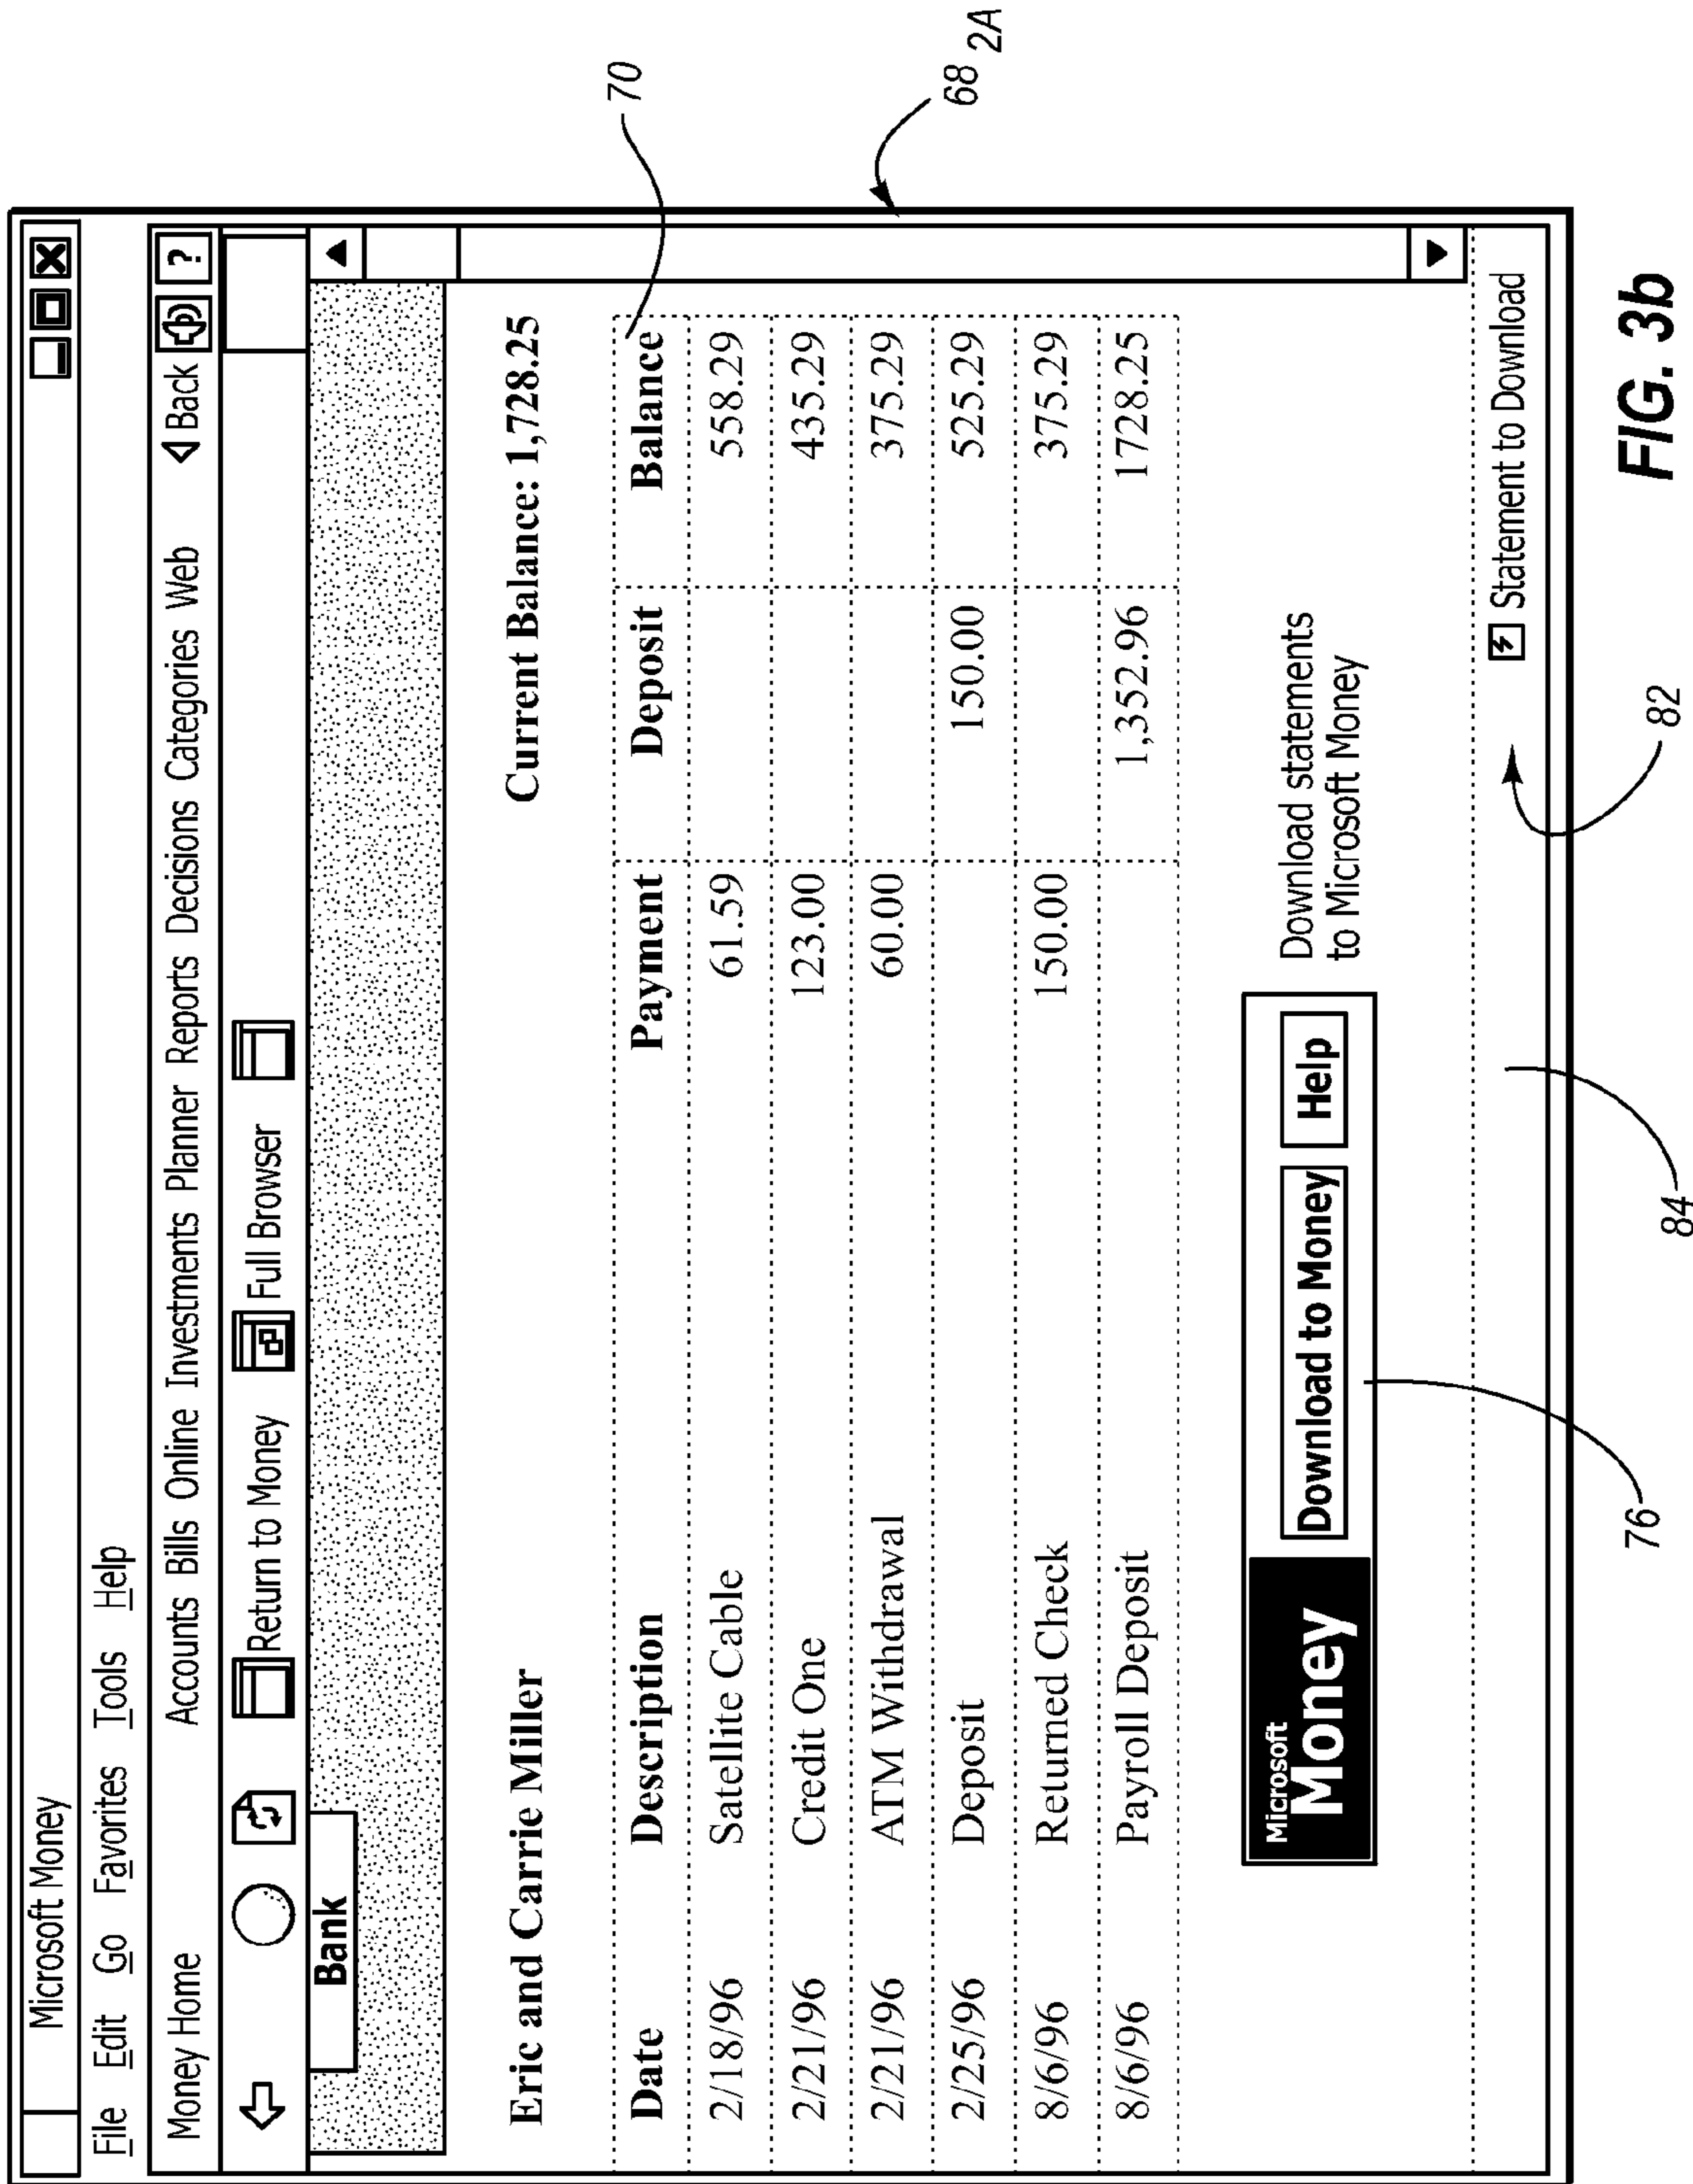 Microsoft Money
File Edit Go Favorites Tools Help
Money Home Accounts Bills Online Investments Planner Reports Decisions Categories Web Back ?
Return to Money Full Browser
Bank
Eric and Carrie Miller Current Balance: 1,728.25
Date Description Payment Deposit Balance
2/18/96 Satellite Cable 61.59 558.29
2/21/96 Credit One 123.00 435.29
2/21/96 ATM Withdrawal 60.00 375.29
2/25/96 Deposit 150.00 525.29
8/6/96 Returned Check 150.00 375.29
8/6/96 Payroll Deposit 1,352.96 1728.25
Microsoft
Money
Download to Money Help
Download statements
to Microsoft Money
Statement to Download
70
68 2A
76
84
82
FIG. 3b